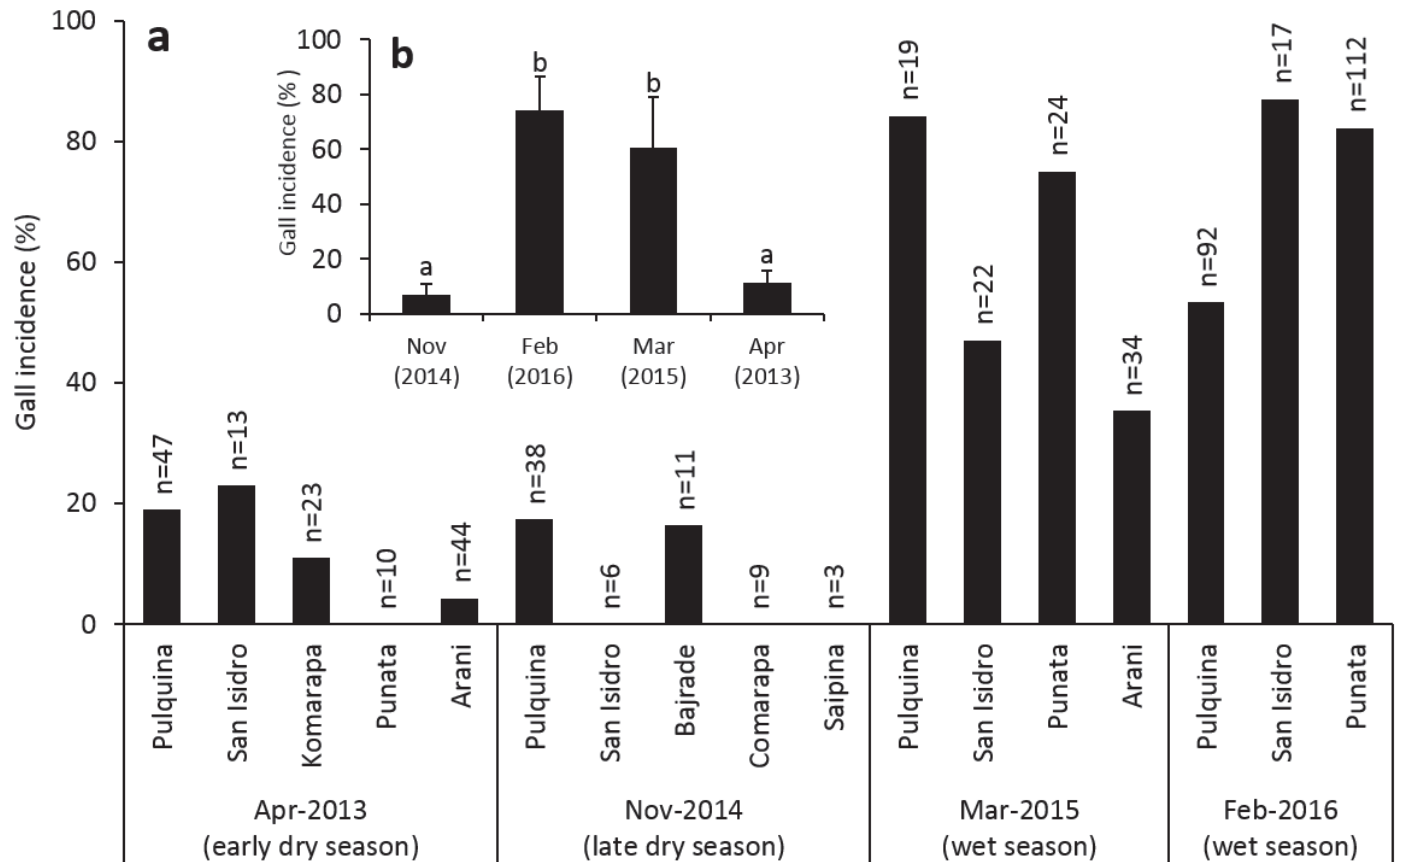 a
Gall incidence (%)
100
80
60
40
20
0
b
Gall incidence (%)
100
80
60
40
20
0
a
b
b
a
Nov
(2014)
Feb
(2016)
Mar
(2015)
Apr
(2013)
n=47
n=13
n=23
n=10
n=44
n=38
n=6
n=11
n=9
n=3
n=19
n=22
n=24
n=34
n=92
n=17
n=112
Pulquina
San Isidro
Komarapa
Punata
Arani
Pulquina
San Isidro
Bajrade
Comarapa
Saipina
Pulquina
San Isidro
Punata
Arani
Pulquina
San Isidro
Punata
Apr-2013
(early dry season)
Nov-2014
(late dry season)
Mar-2015
(wet season)
Feb-2016
(wet season)